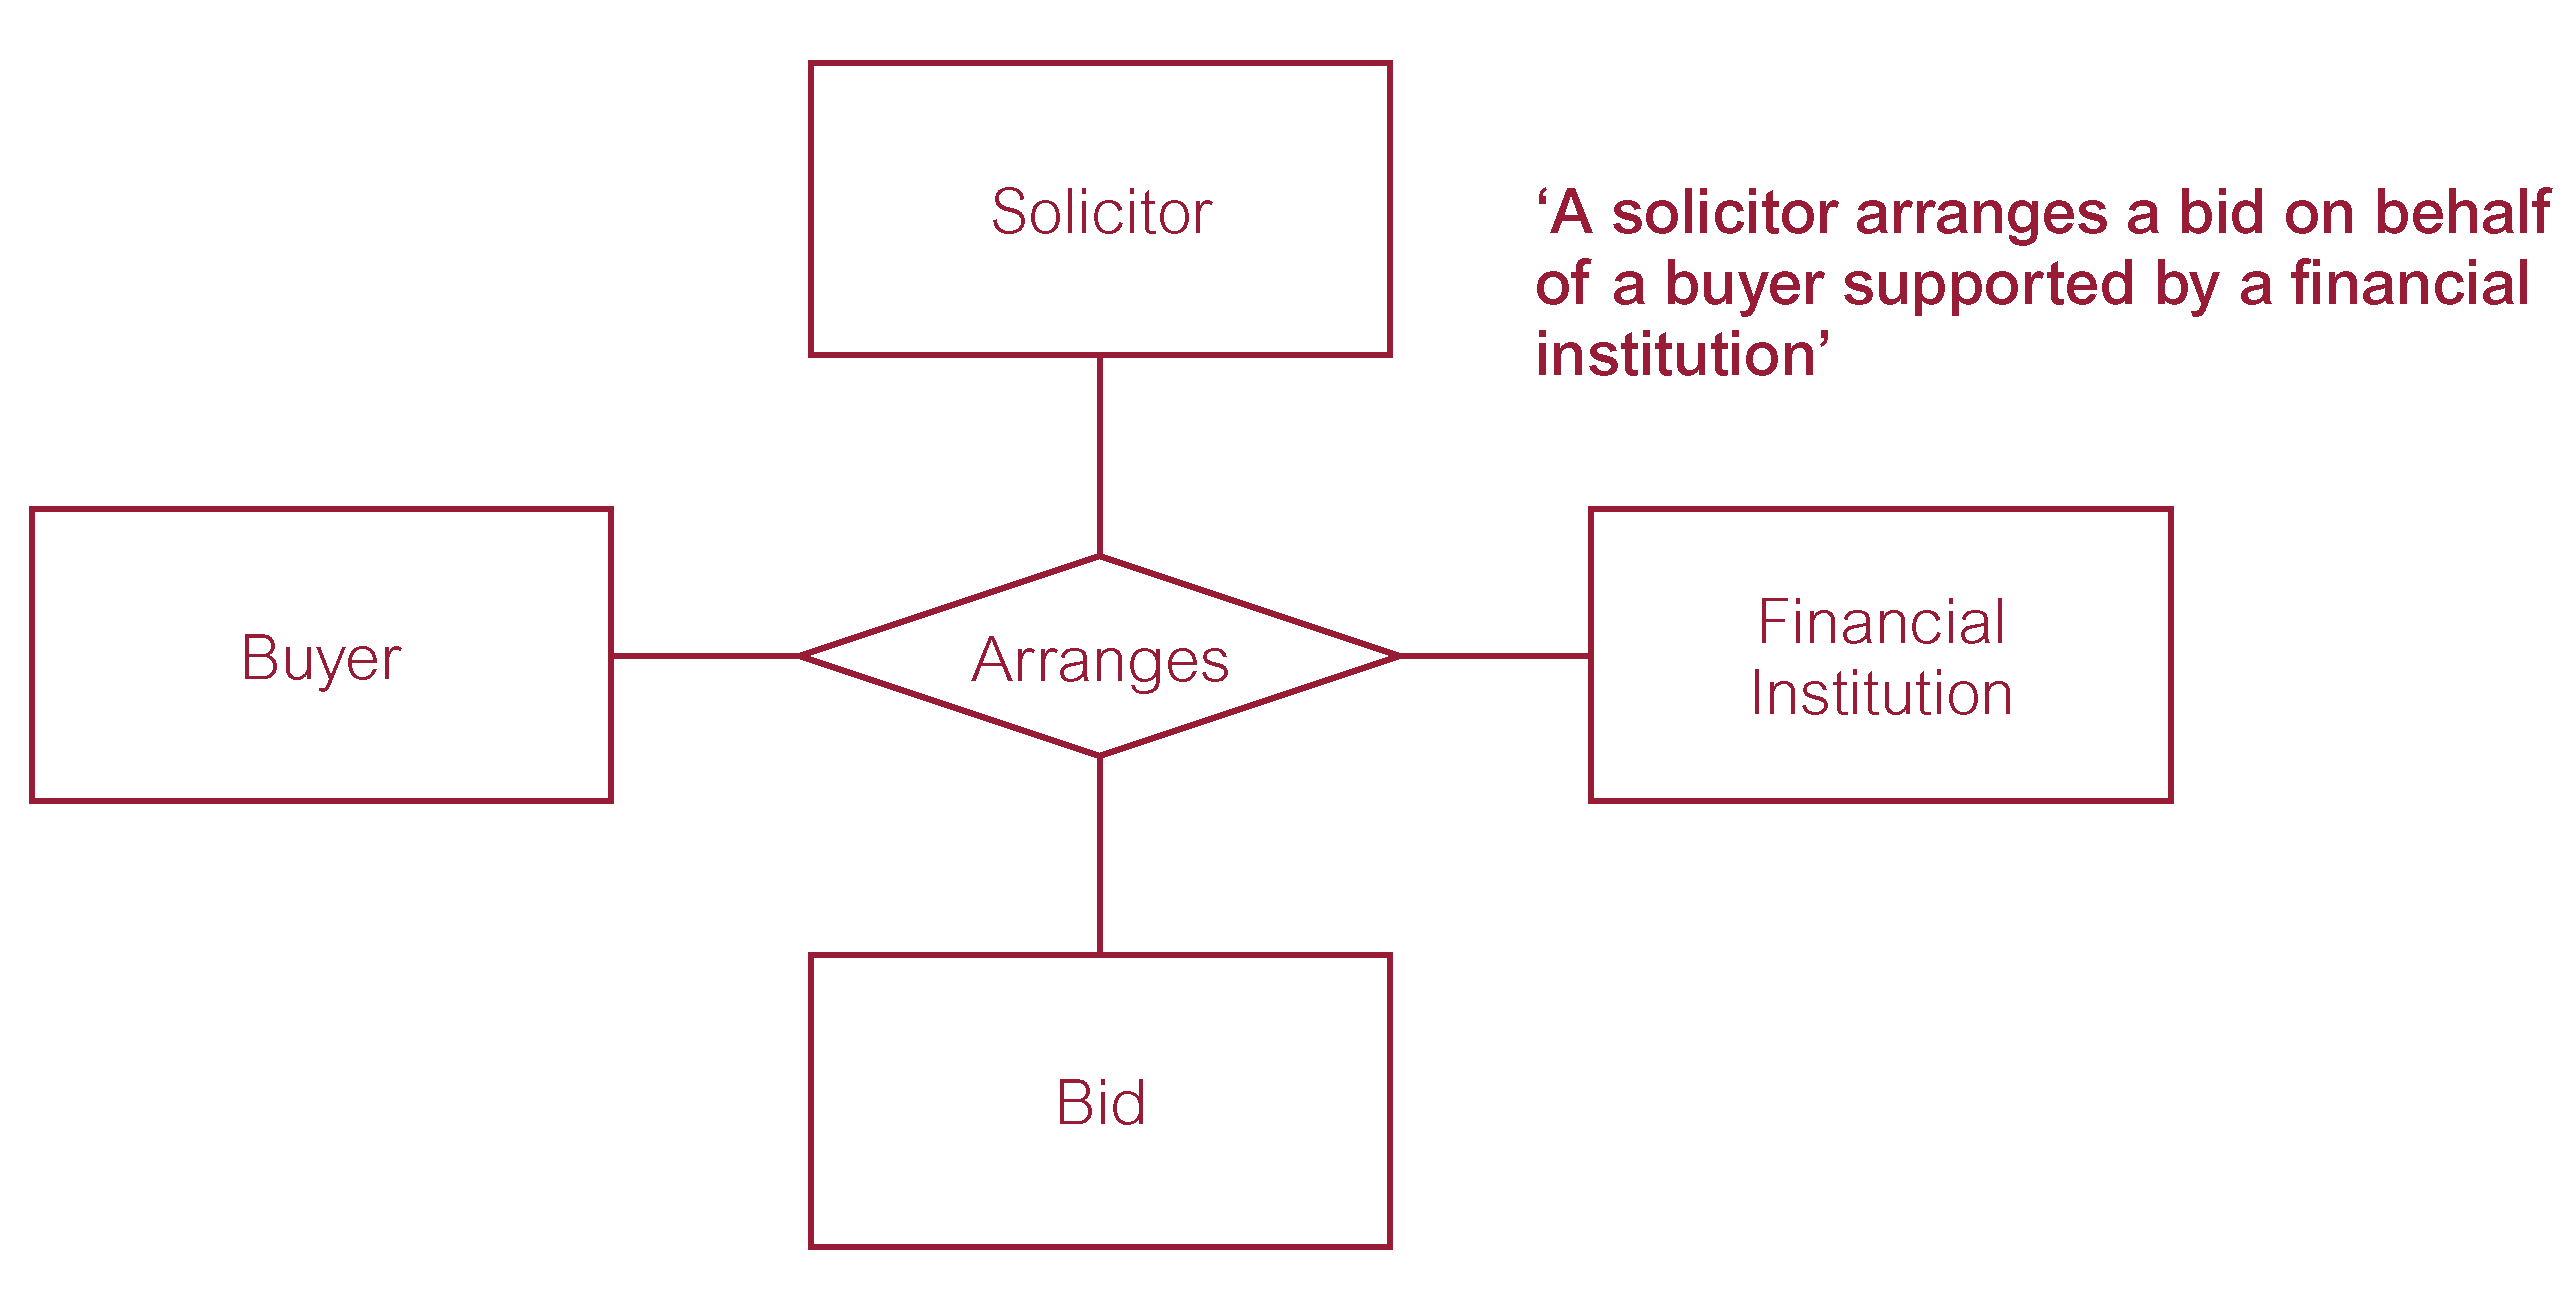 Solicitor
‘A solicitor arranges a bid on behalf
of a buyer supported by a financial
institution’
Buyer
Arranges
Financial
Institution
Bid